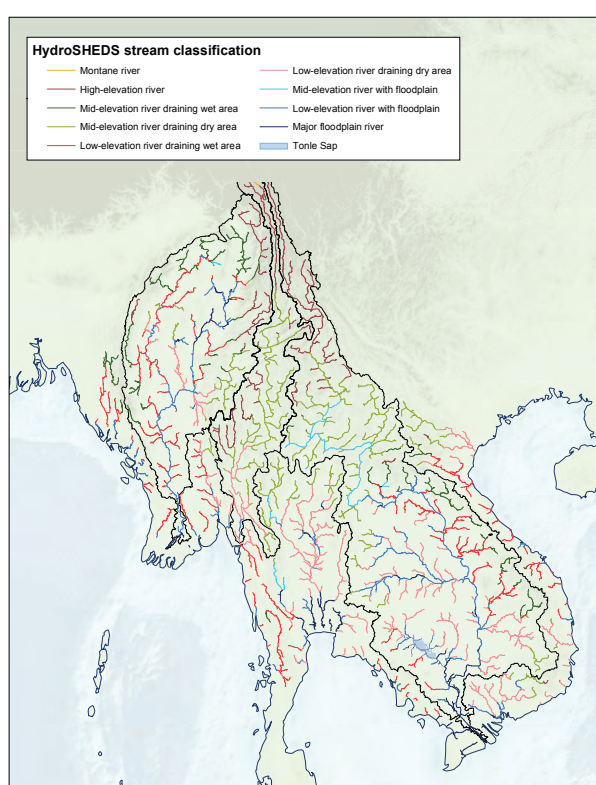 HydroSHEDS stream classification
Montane river
High-elevation river
Mid-elevation river draining wet area
Mid-elevation river draining dry area
Low-elevation river draining wet area
Low-elevation river draining dry area
Mid-elevation river with floodplain
Low-elevation river with floodplain
Major floodplain river
Tonle Sap